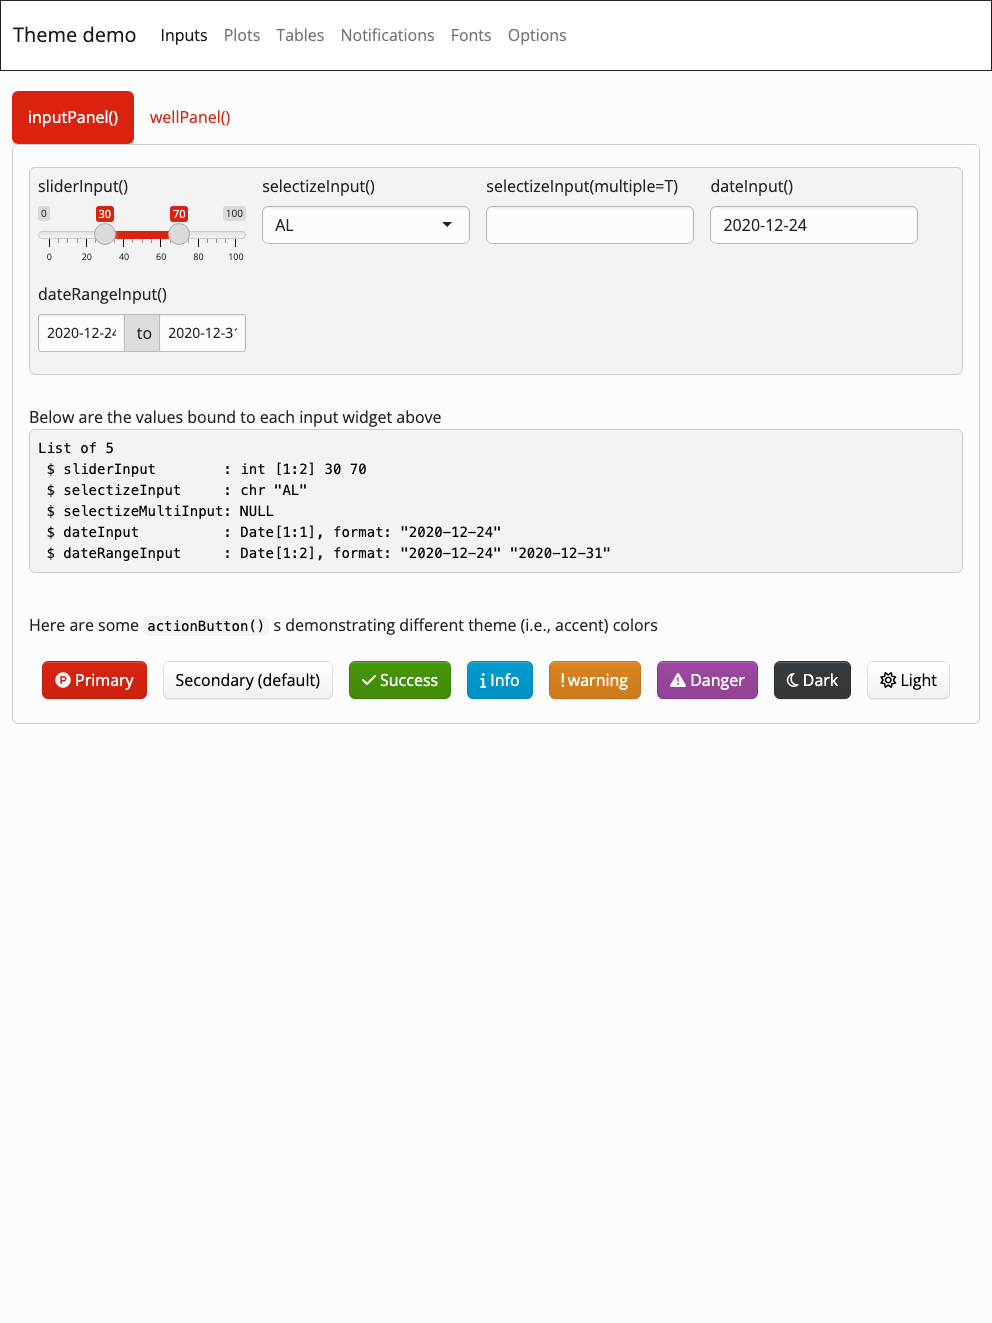 Theme demo Inputs Plots Tables Notifications Fonts Options
inputPanel() wellPanel()
sliderInput() selectizeInput() selectizeInput(multiple=T) dateInput()
0 30 70 100
AL 2020-12-24
0 20 40 60 80 100
dateRangeInput()
2020-12-24 to 2020-12-31
Below are the values bound to each input widget above
List of 5
$ sliderInput : int [1:2] 30 70
$ selectizeInput : chr "AL"
$ selectizeMultiInput: NULL
$ dateInput : Date[1:1], format: "2020-12-24"
$ dateRangeInput : Date[1:2], format: "2020-12-24" "2020-12-31"
Here are some actionButton() s demonstrating different theme (i.e., accent) colors
Primary Secondary (default) Success Info warning Danger Dark Light